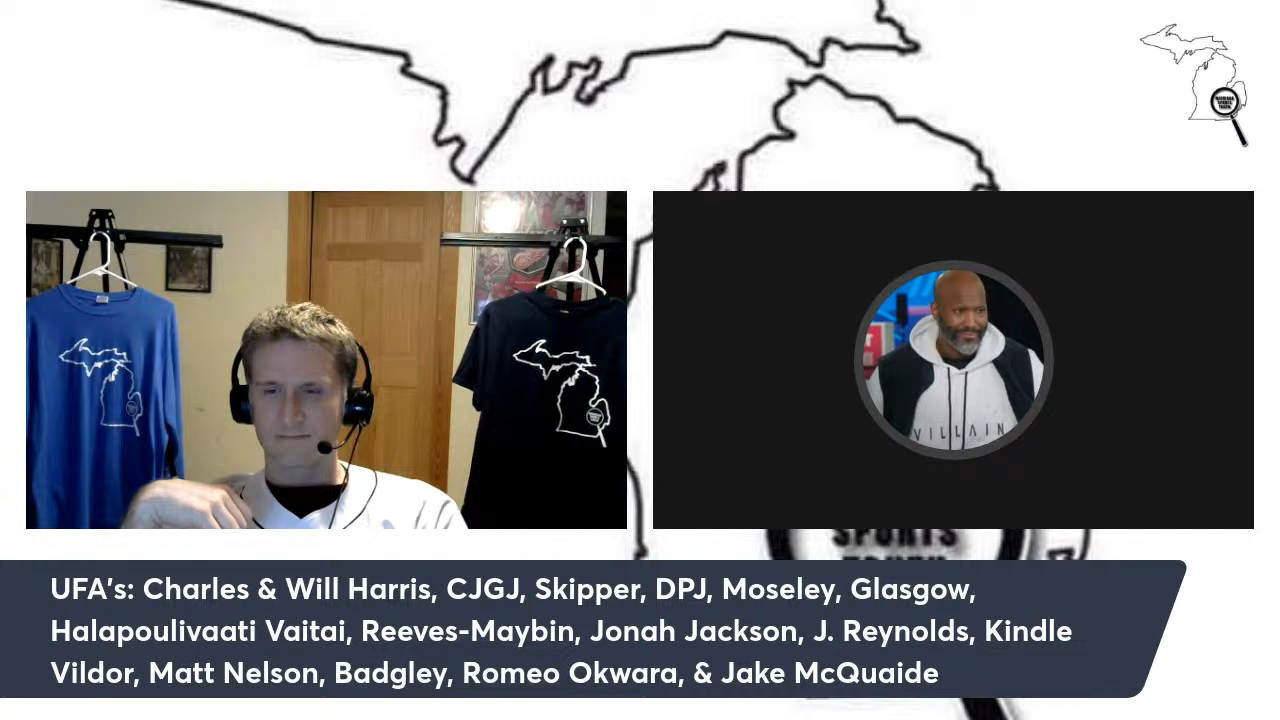 VILLAIN
SPORTS
UFA's: Charles & Will Harris, CJGJ, Skipper, DPJ, Moseley, Glasgow,
Halapoulivaati Vaitai, Reeves-Maybin, Jonah Jackson, J. Reynolds, Kindle
Vildor, Matt Nelson, Badgley, Romeo Okwara, & Jake McQuaide